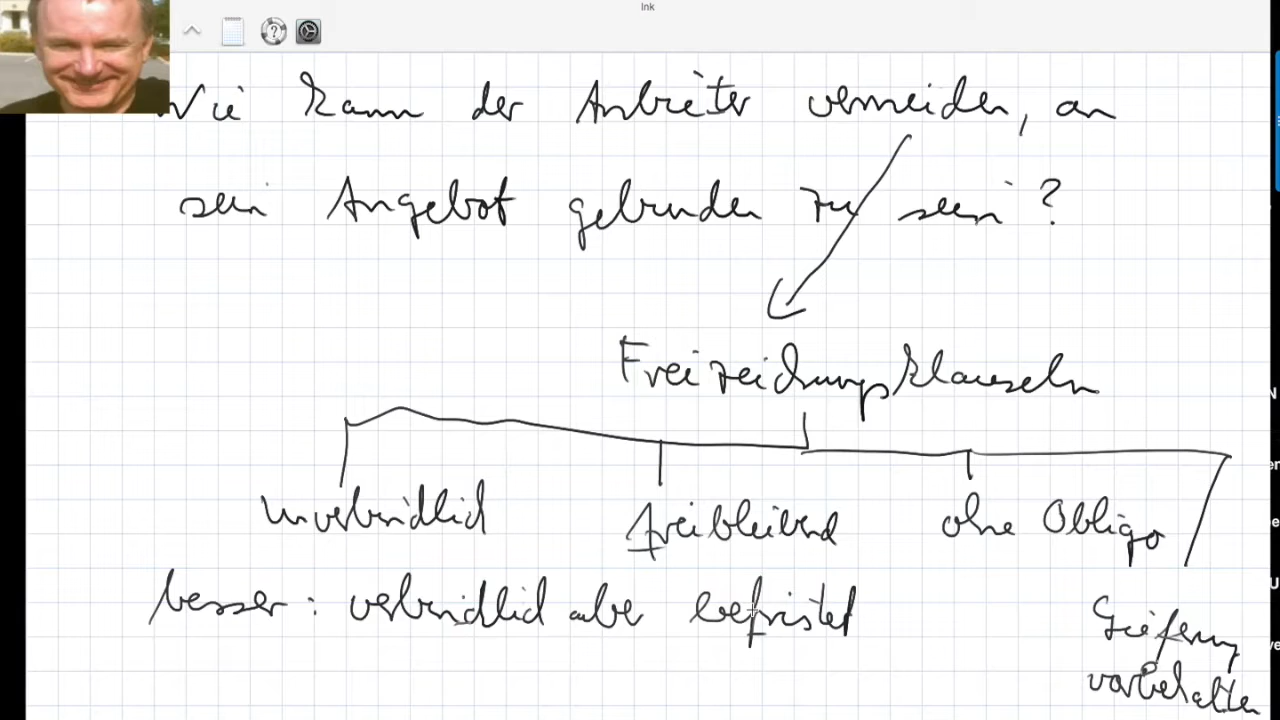 Ink
Wie kann der Anbieter vermeiden, an
sein Angebot gebunden zu sein?
Freizeichnungsklauseln
unverbindlich freibleibend ohne Obligo
besser: verbindlich aber befristet
Lieferung
vorbehalten